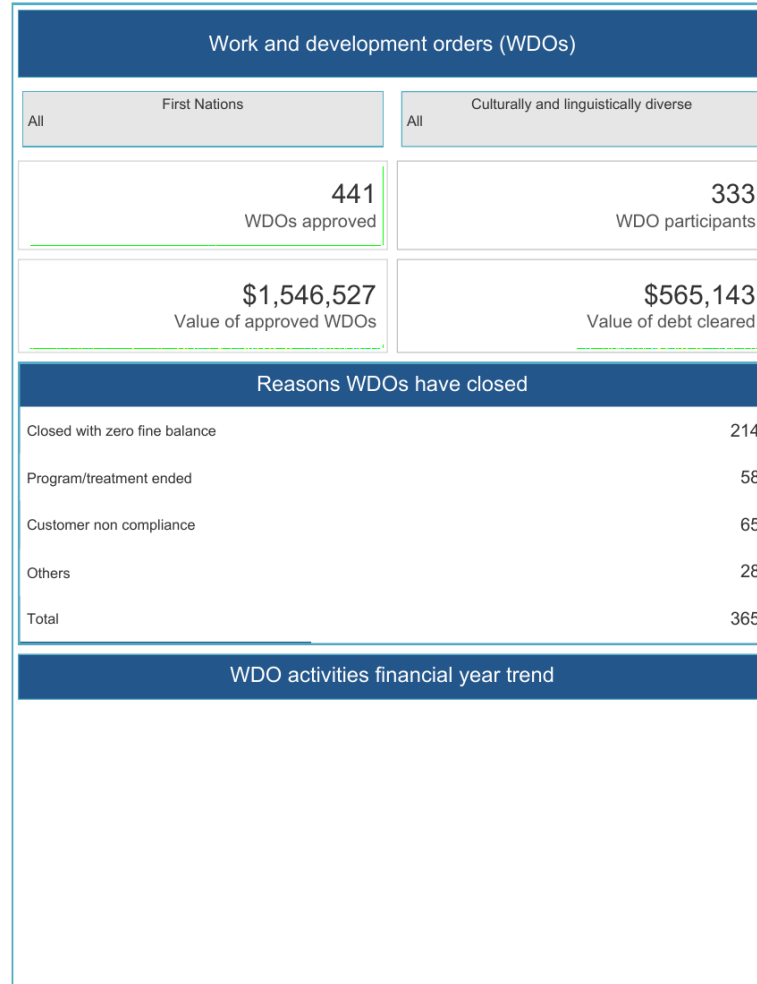 Work and development orders (WDOs)
First Nations
All
Culturally and linguistically diverse
All
441
WDOs approved
333
WDO participants
$1,546,527
Value of approved WDOs
$565,143
Value of debt cleared
Reasons WDOs have closed
Closed with zero fine balance 214
Program/treatment ended 58
Customer non compliance 65
Others 28
Total 365
WDO activities financial year trend